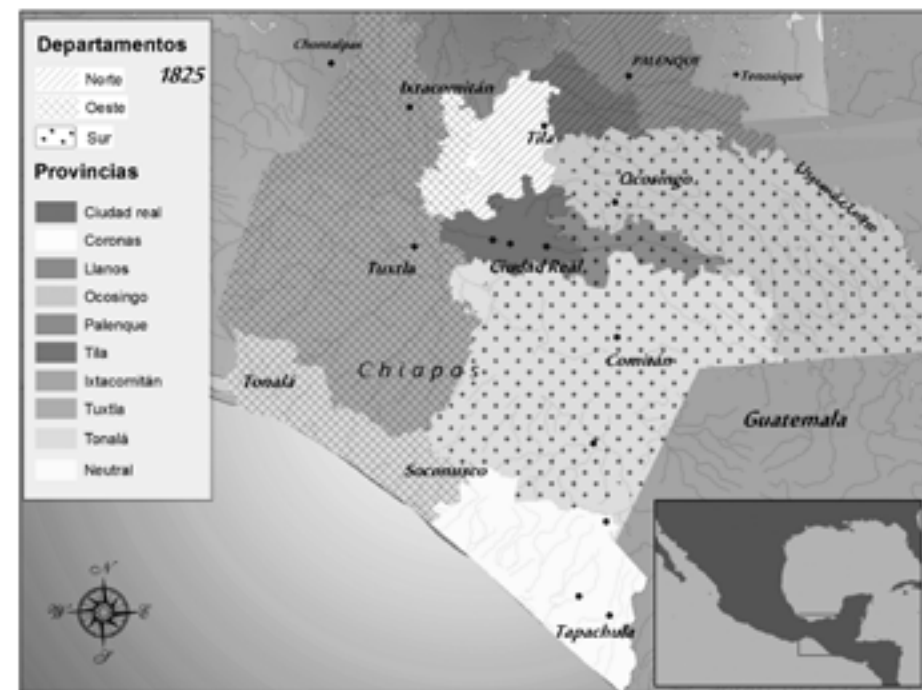 Departamentos
1825
Norte
Oeste
Sur
Provincias
Ciudad real
Coronas
Llanos
Ocosingo
Palenque
Tila
Ixtacomitán
Tuxtla
Tonalá
Neutral
Chontalpas
Ixtacomitán
PALENQUE
Tenosique
Tila
Ocosingo
Tuxtla
Ciudad Real
Comitán
Tonalá
Chiapas
Guatemala
Soconusco
Tapachula
N
E
S